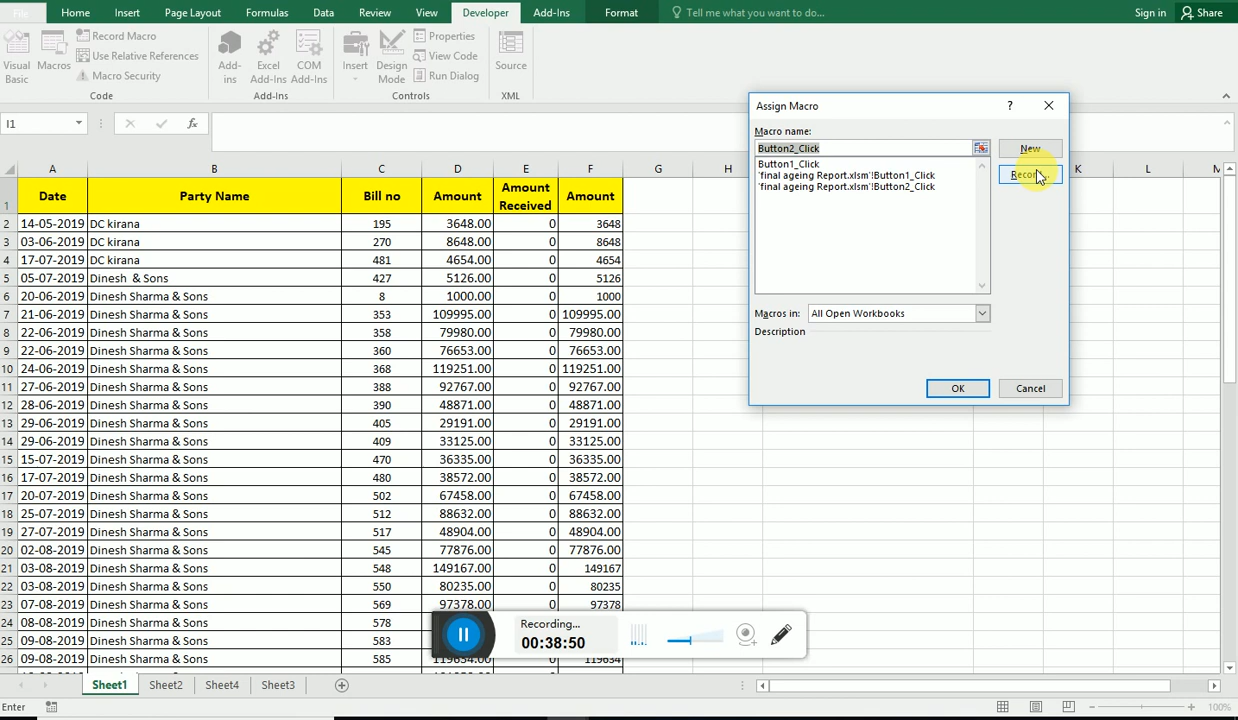 File Home Insert Page Layout Formulas Data Review View Developer Add-Ins Format Tell me what you want to do... Sign in Share
Visual Basic
Macros
Record Macro
Use Relative References
Macro Security
Code
Add-ins
Excel Add-Ins
COM Add-Ins
Add-Ins
Insert
Design Mode
Properties
View Code
Run Dialog
Controls
Source
XML
I1 fx
Assign Macro ?
Macro name:
Button2_Click
New
Button1_Click
'final ageing Report.xlsm'!Button1_Click
'final ageing Report.xlsm'!Button2_Click
Macros in: All Open Workbooks
Description
OK Cancel
A B C D E F G H K L
1 Date Party Name Bill no Amount Amount Received Amount
2 14-05-2019 DC kirana 195 3648.00 0 3648
3 03-06-2019 DC kirana 270 8648.00 0 8648
4 17-07-2019 DC kirana 481 4654.00 0 4654
5 05-07-2019 Dinesh & Sons 427 5126.00 0 5126
6 20-06-2019 Dinesh Sharma & Sons 8 1000.00 0 1000
7 21-06-2019 Dinesh Sharma & Sons 353 109995.00 0 109995.00
8 22-06-2019 Dinesh Sharma & Sons 358 79980.00 0 79980.00
9 22-06-2019 Dinesh Sharma & Sons 360 76653.00 0 76653.00
10 24-06-2019 Dinesh Sharma & Sons 368 119251.00 0 119251.00
11 27-06-2019 Dinesh Sharma & Sons 388 92767.00 0 92767.00
12 28-06-2019 Dinesh Sharma & Sons 390 48871.00 0 48871.00
13 29-06-2019 Dinesh Sharma & Sons 405 29191.00 0 29191.00
14 29-06-2019 Dinesh Sharma & Sons 409 33125.00 0 33125.00
15 15-07-2019 Dinesh Sharma & Sons 470 36335.00 0 36335.00
16 17-07-2019 Dinesh Sharma & Sons 480 38572.00 0 38572.00
17 20-07-2019 Dinesh Sharma & Sons 502 67458.00 0 67458.00
18 25-07-2019 Dinesh Sharma & Sons 512 88632.00 0 88632.00
19 27-07-2019 Dinesh Sharma & Sons 517 48904.00 0 48904.00
20 02-08-2019 Dinesh Sharma & Sons 545 77876.00 0 77876.00
21 03-08-2019 Dinesh Sharma & Sons 548 149167.00 0 149167
22 03-08-2019 Dinesh Sharma & Sons 550 80235.00 0 80235
23 07-08-2019 Dinesh Sharma & Sons 569 97378.00 0 97378
24 08-08-2019 Dinesh Sharma & Sons 578
25 09-08-2019 Dinesh Sharma & Sons 583
26 09-08-2019 Dinesh Sharma & Sons 585 119634.00 0 119634
Recording...
00:38:50
Sheet1 Sheet2 Sheet4 Sheet3
Enter 100%